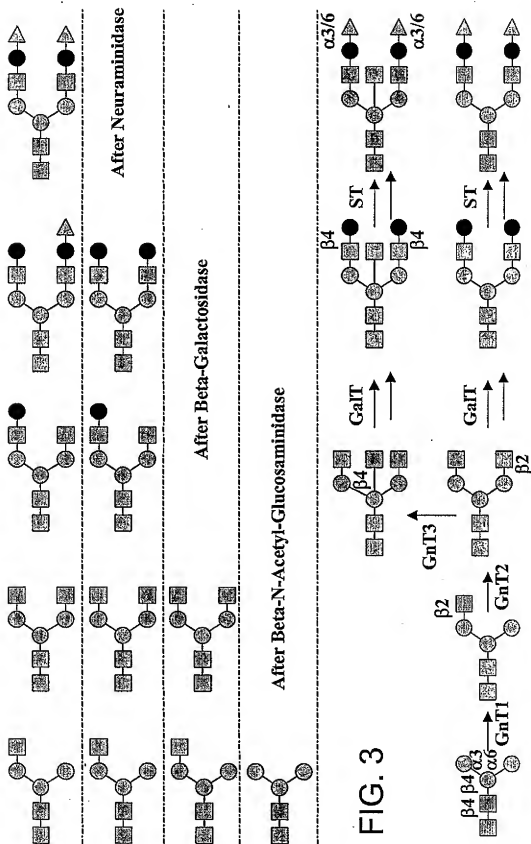 After Neuraminidase
After Beta-Galactosidase
After Beta-N-Acetyl-Glucosaminidase
FIG. 3
β4 β4 α3
α6
GnT1
β2
GnT2
β2
GnT3
β4
GalT
GalT
β4
β4
ST
ST
α3/6
α3/6